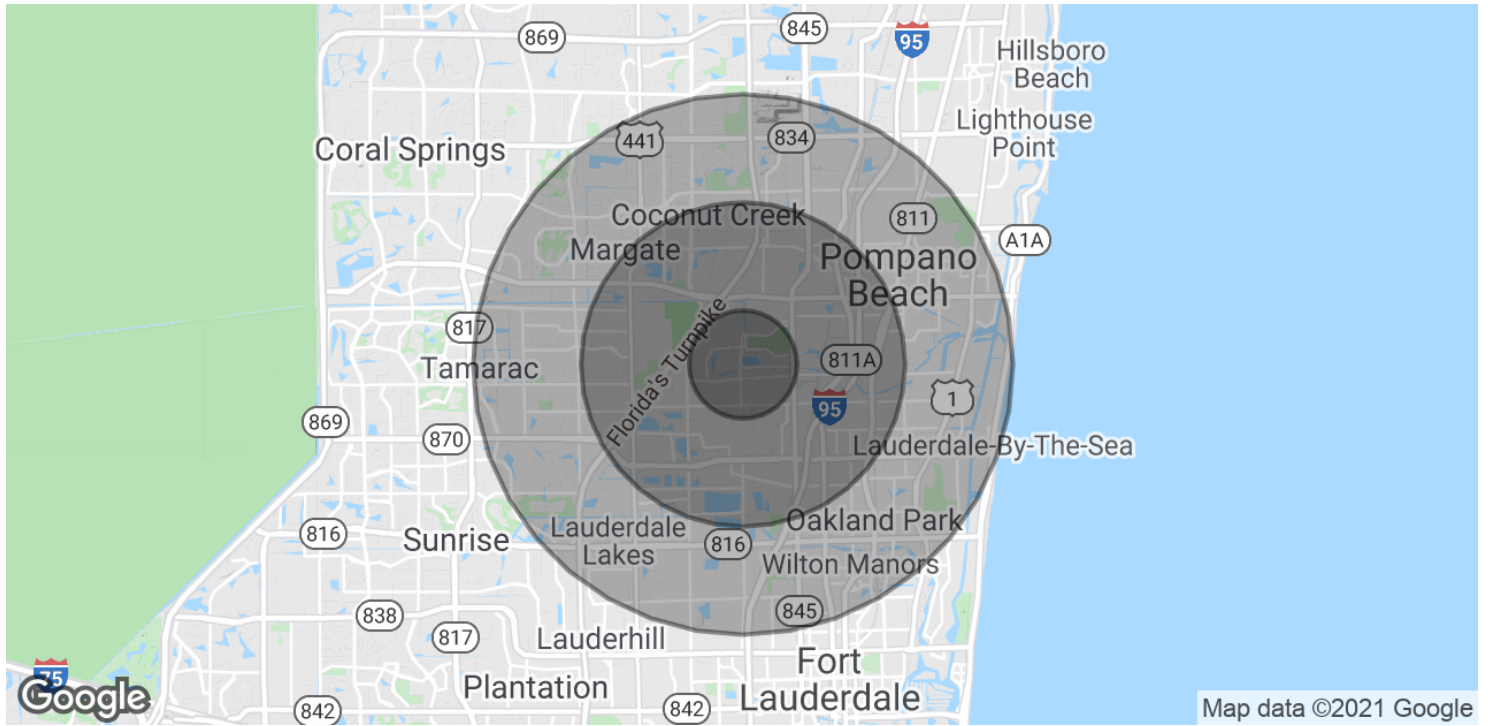 845
869
95
Hillsboro
Beach
Lighthouse
Point
441
834
Coral Springs
Coconut Creek
811
Margate
A1A
Pompano
Beach
817
Florida's Turnpike
811A
Tamarac
1
95
869
870
Lauderdale-By-The-Sea
816
Lauderdale
Lakes
Oakland Park
Sunrise
816
Wilton Manors
838
845
817
Lauderhill
Fort
Lauderdale
75
Plantation
842
842
Google
Map data ©2021 Google